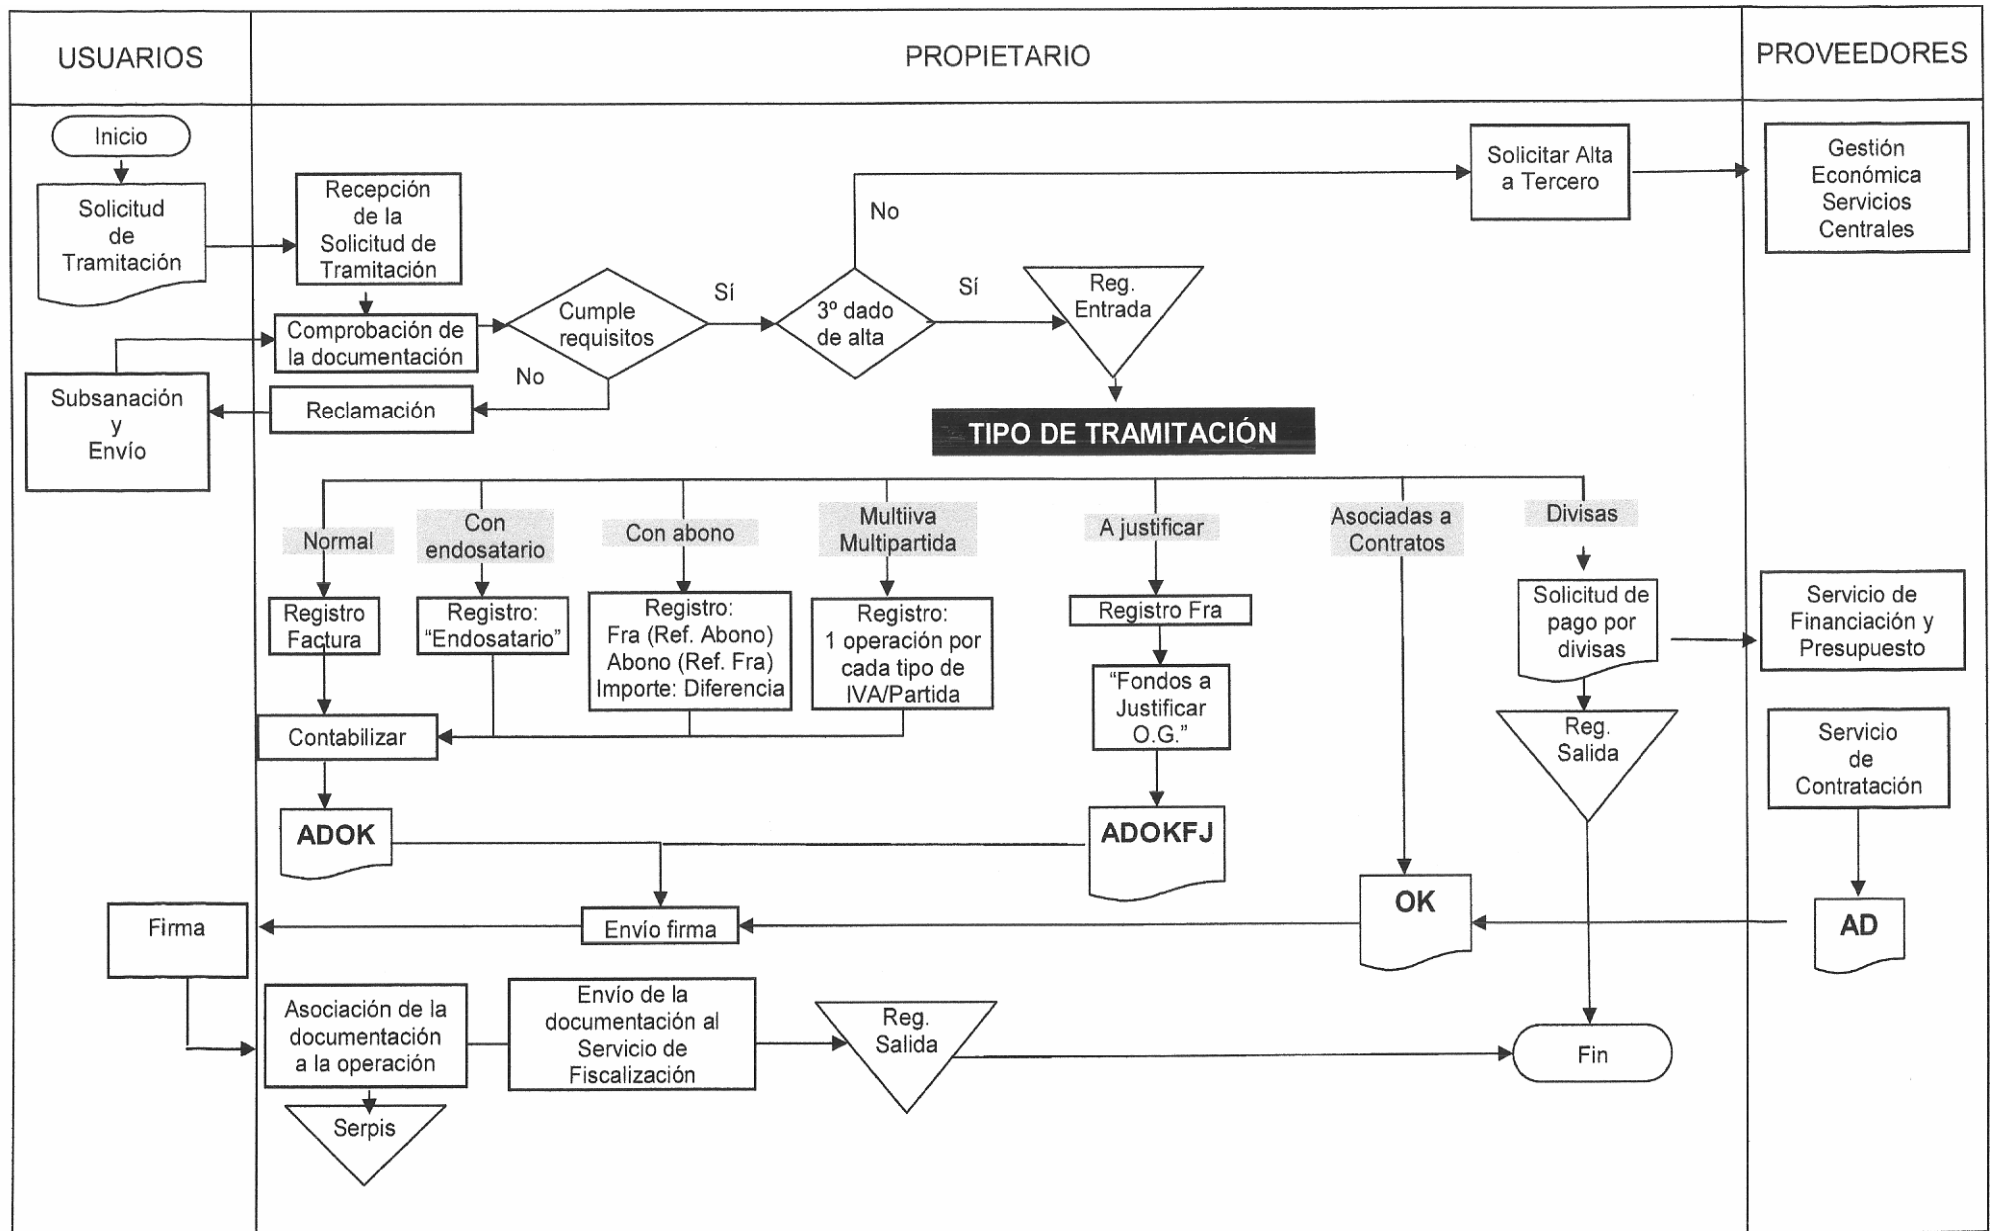 USUARIOS
PROPIETARIO
PROVEEDORES
Inicio
Solicitud
de
Tramitación
Recepción
de la
Solicitud de
Tramitación
Comprobación de
la documentación
Cumple
requisitos
Sí
No
3º dado
de alta
No
Sí
Reg.
Entrada
Solicitar Alta
a Tercero
Gestión
Económica
Servicios
Centrales
Subsanación
y
Envío
Reclamación
TIPO DE TRAMITACIÓN
Normal
Con
endosatario
Con abono
Multiiva
Multipartida
A justificar
Asociadas a
Contratos
Divisas
Registro
Factura
Registro:
“Endosatario”
Registro:
Fra (Ref. Abono)
Abono (Ref. Fra)
Importe: Diferencia
Registro:
1 operación por
cada tipo de
IVA/Partida
Registro Fra
“Fondos a
Justificar
O.G.”
Solicitud de
pago por
divisas
Servicio de
Financiación y
Presupuesto
Contabilizar
Reg.
Salida
Servicio
de
Contratación
ADOK
ADOKFJ
OK
AD
Firma
Envío firma
Asociación de la
documentación
a la operación
Envío de la
documentación al
Servicio de
Fiscalización
Reg.
Salida
Fin
Serpis